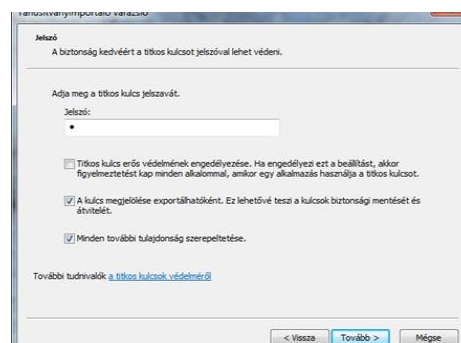 Tanúsítványimportáló varázsló
Jelszó
A biztonság kedvéért a titkos kulcsot jelszóval lehet védeni.
Adja meg a titkos kulcs jelszavát.
Jelszó:
Titkos kulcs erős védelmének engedélyezése. Ha engedélyezi ezt a beállítást, akkor
figyelmeztetést kap minden alkalommal, amikor egy alkalmazás használja a titkos kulcsot.
A kulcs megjelölése exportálhatóként. Ez lehetővé teszi a kulcsok biztonsági mentését és
átvitelét.
Minden további tulajdonság szerepeltetése.
További tudnivalók a titkos kulcsok védelméről
< Vissza Tovább > Mégse